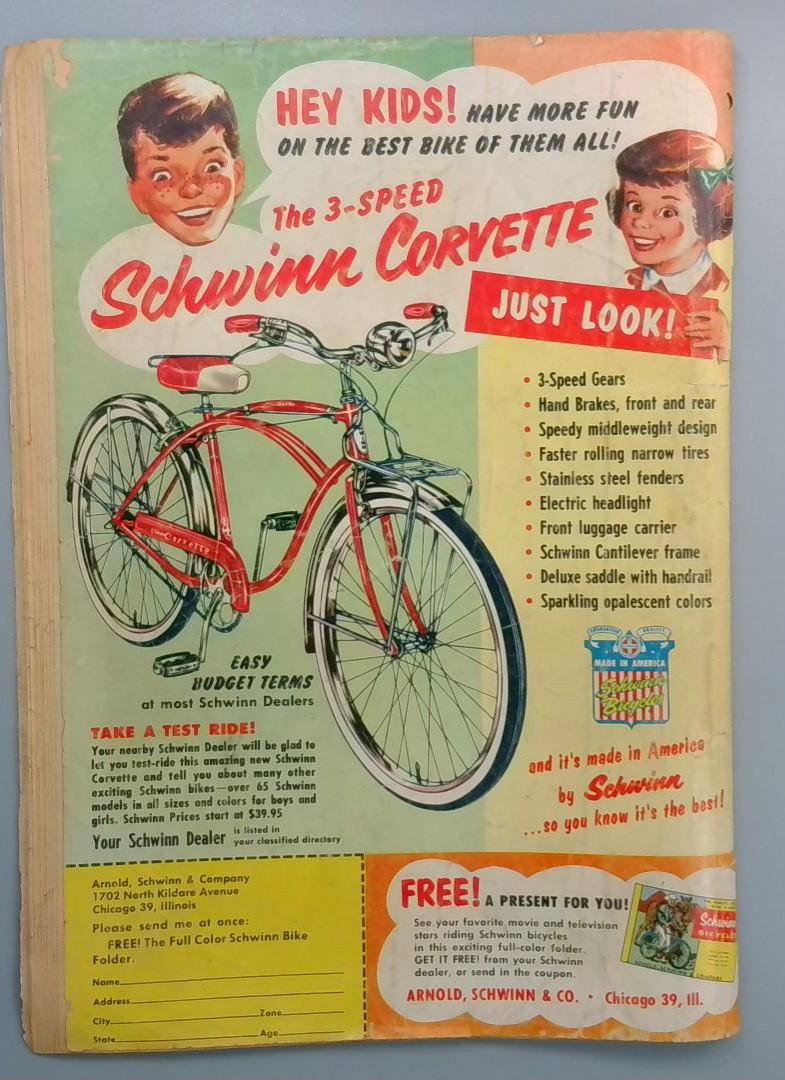 HEY KIDS! HAVE MORE FUN
ON THE BEST BIKE OF THEM ALL!
The 3-SPEED
Schwinn CORVETTE
JUST LOOK!
• 3-Speed Gears
• Hand Brakes, front and rear
• Speedy middleweight design
• Faster rolling narrow tires
• Stainless steel fenders
• Electric headlight
• Front luggage carrier
• Schwinn Cantilever frame
• Deluxe saddle with handrail
• Sparkling opalescent colors
Corvette
MADE IN AMERICA
Schwinn
Bicycles
and it's made in America
by Schwinn
...so you know it's the best!
EASY
BUDGET TERMS
at most Schwinn Dealers
TAKE A TEST RIDE!
Your nearby Schwinn Dealer will be glad to
let you test-ride this amazing new Schwinn
Corvette and tell you about many other
exciting Schwinn bikes—over 65 Schwinn
models in all sizes and colors for boys and
girls. Schwinn Prices start at $39.95
Your Schwinn Dealer is listed in
your classified directory
Arnold, Schwinn & Company
1702 North Kildare Avenue
Chicago 39, Illinois
Please send me at once:
FREE! The Full Color Schwinn Bike
Folder.
Name
Address
City Zone
State Age
FREE! A PRESENT FOR YOU!
See your favorite movie and television
stars riding Schwinn bicycles
in this exciting full-color folder.
GET IT FREE! from your Schwinn
dealer, or send in the coupon.
ARNOLD, SCHWINN & CO. • Chicago 39, Ill.
Schwinn
BICYCLES